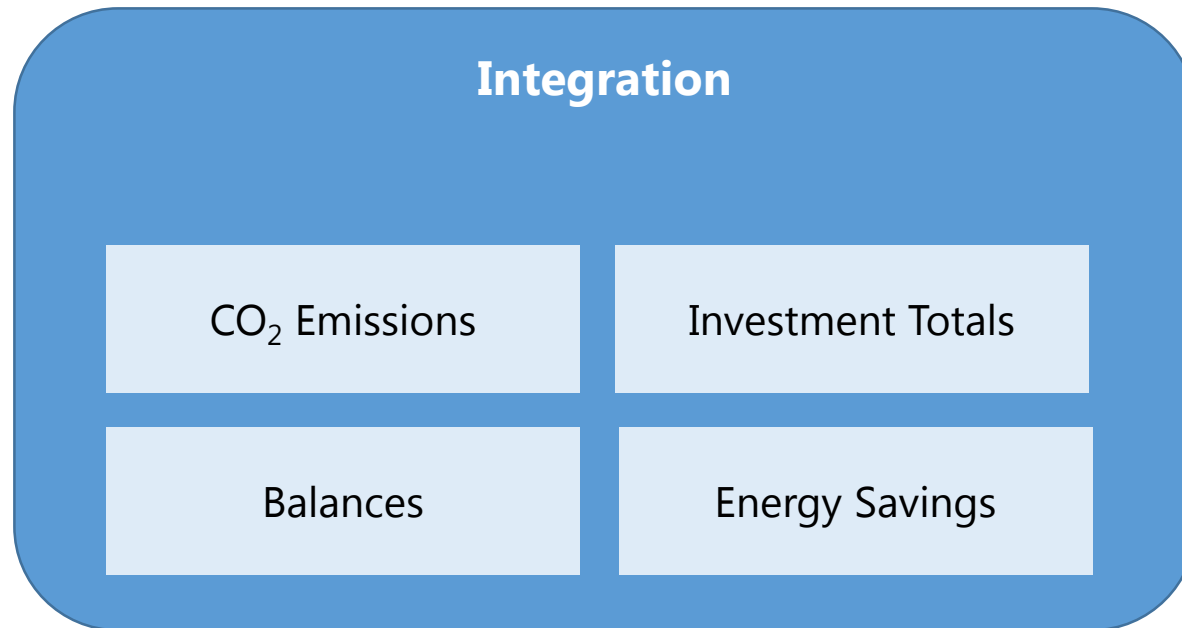 Integration
CO₂ Emissions
Investment Totals
Balances
Energy Savings